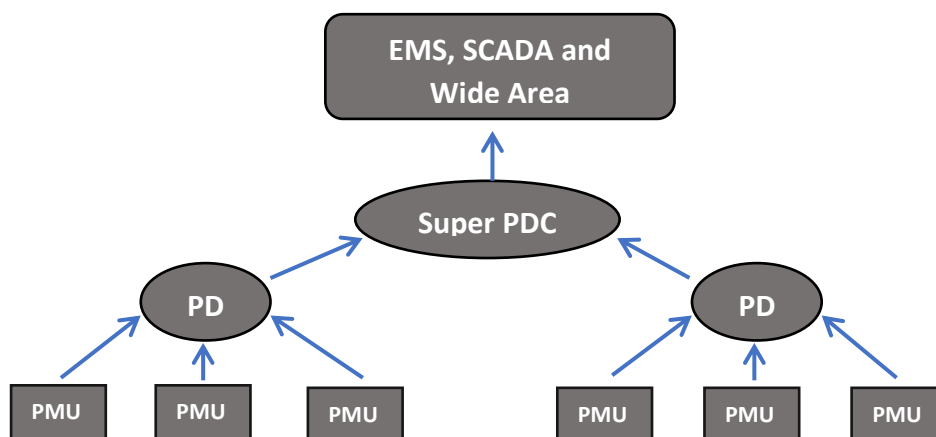 EMS, SCADA and
Wide Area
Super PDC
PD
PD
PMU
PMU
PMU
PMU
PMU
PMU